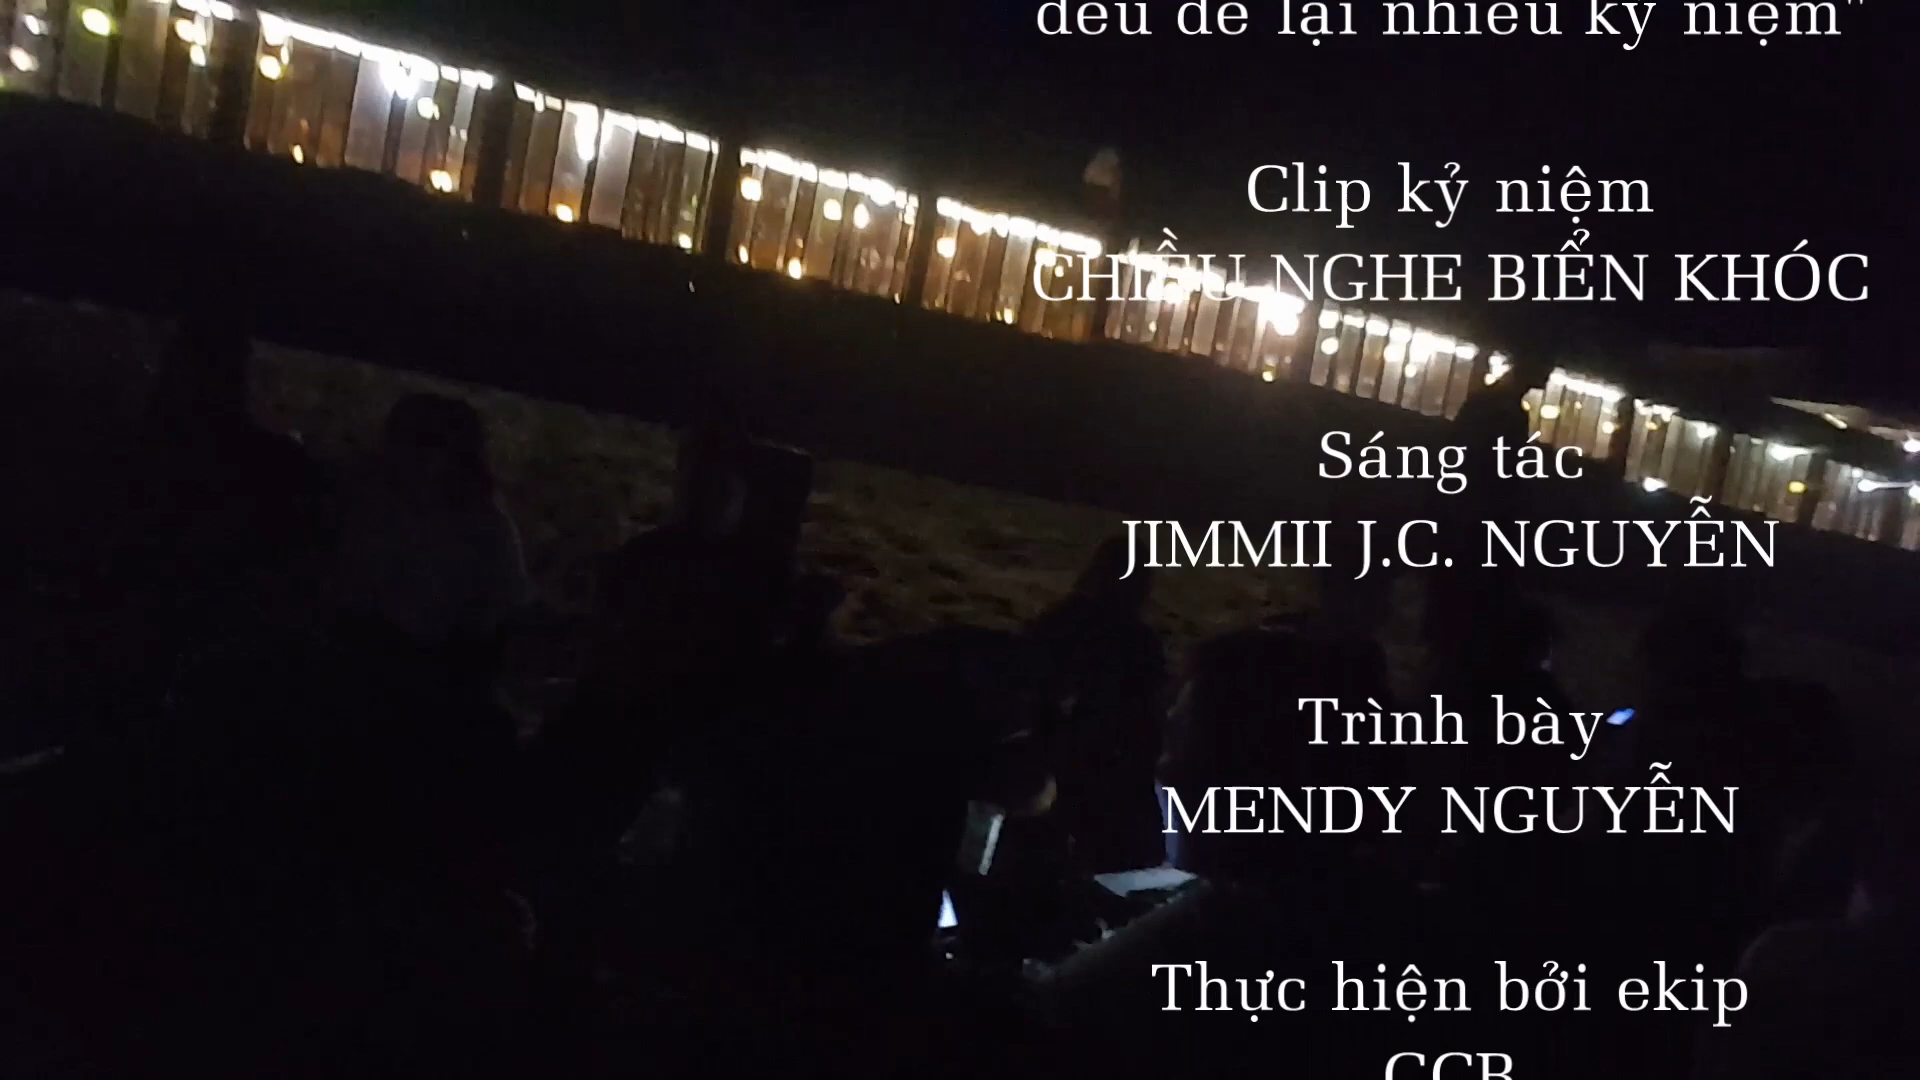 đều để lại nhiều kỷ niệm"
Clip kỷ niệm
CHIỀU NGHE BIỂN KHÓC
Sáng tác
JIMMII J.C. NGUYỄN
Trình bày
MENDY NGUYỄN
Thực hiện bởi ekip
CCB